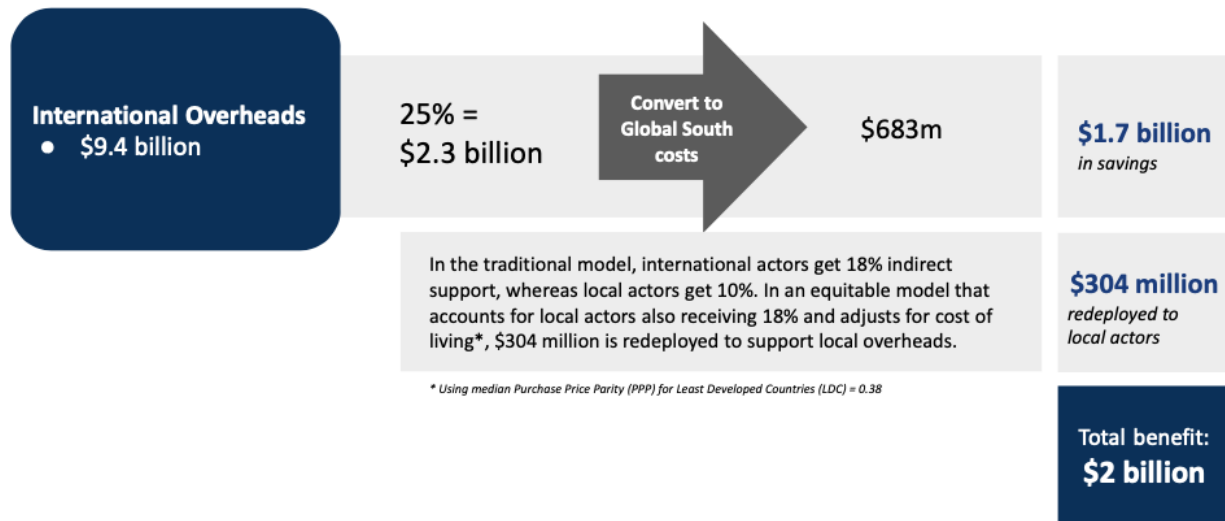 International Overheads
● $9.4 billion
25% =
$2.3 billion
Convert to
Global South
costs
$683m
$1.7 billion
in savings
In the traditional model, international actors get 18% indirect
support, whereas local actors get 10%. In an equitable model that
accounts for local actors also receiving 18% and adjusts for cost of
living*, $304 million is redeployed to support local overheads.
$304 million
redeployed to
local actors
* Using median Purchase Price Parity (PPP) for Least Developed Countries (LDC) = 0.38
Total benefit:
$2 billion